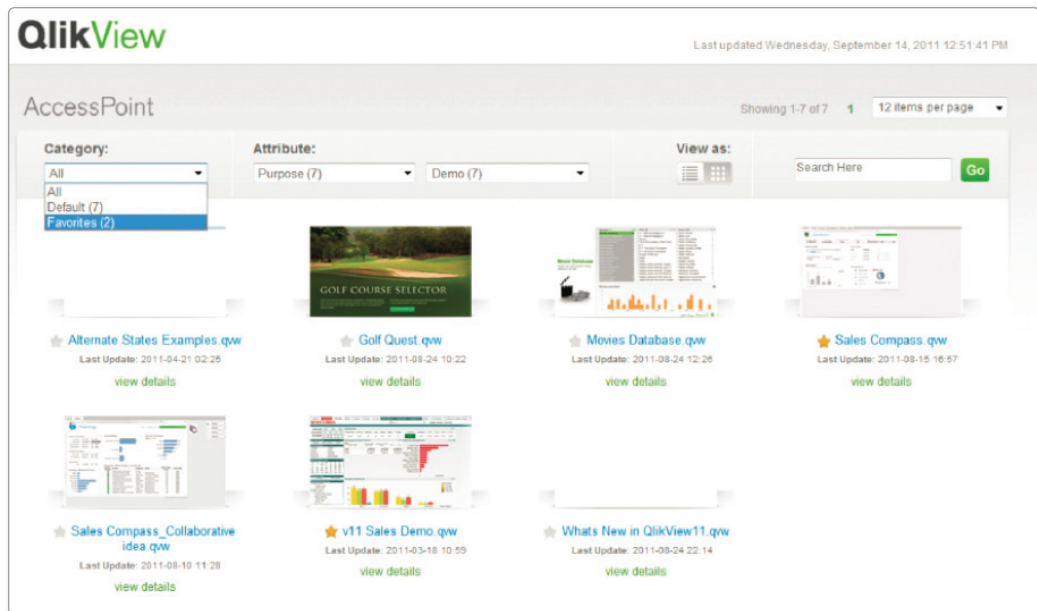 QlikView
Last updated Wednesday, September 14, 2011 12:51:41 PM
AccessPoint
Showing 1-7 of 7 1 12 items per page
Category: Attribute: View as:
All Purpose (7) Demo (7) Search Here Go
All
Default (7)
Favorites (2)
GOLF COURSE SELECTOR
Movie Database
Alternate States Examples.qvw Golf Quest.qvw Movies Database.qvw Sales Compass.qvw
Last Update: 2011-04-21 02:25 Last Update: 2011-08-24 10:22 Last Update: 2011-08-24 12:26 Last Update: 2011-08-15 16:57
view details view details view details view details
Sales Compass_Collaborative v11 Sales Demo.qvw Whats New in QlikView11.qvw
idea.qvw Last Update: 2011-03-18 10:59 Last Update: 2011-08-24 22:14
Last Update: 2011-08-10 11:28 view details view details
view details